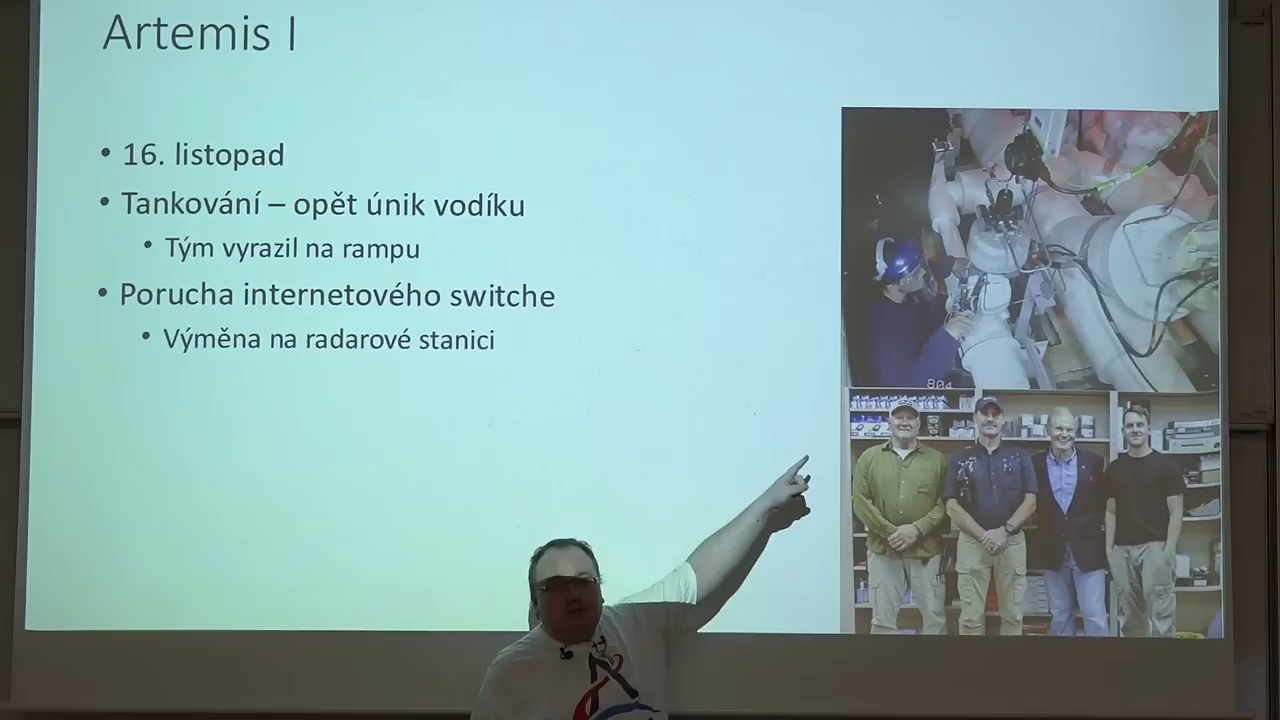 Artemis I
• 16. listopad
• Tankování – opět únik vodíku
• Tým vyrazil na rampu
• Porucha internetového switche
• Výměna na radarové stanici
804